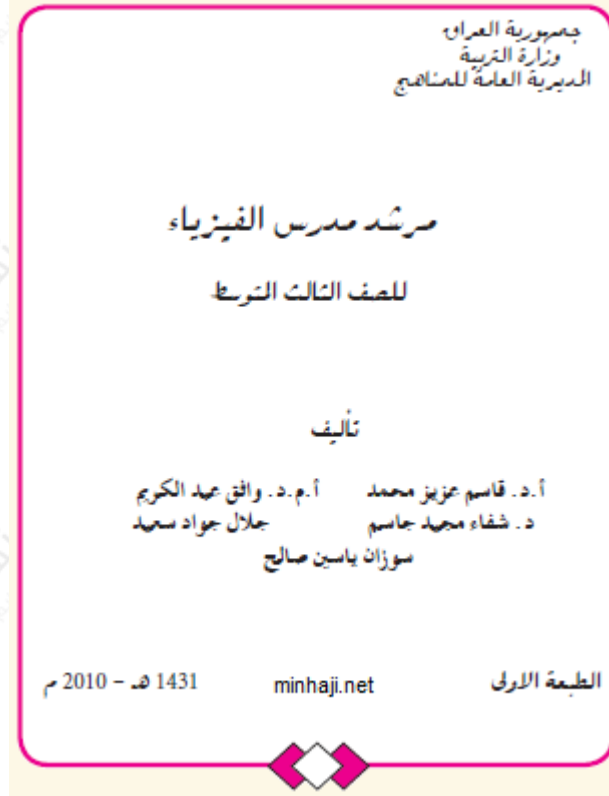 جمهورية العراق
وزارة التربية
المديرية العامة للمناهج
مرشد مدرس الفيزياء
للصف الثالث المتوسط
تأليف
أ.د. قاسم عزيز محمد أ.م.د. وافق عبد الكريم
د. شفاء مجيد جاسم جلال جواد سعيد
سوزان ياسين صالح
الطبعة الاولى minhaji.net 1431 هـ - 2010 م